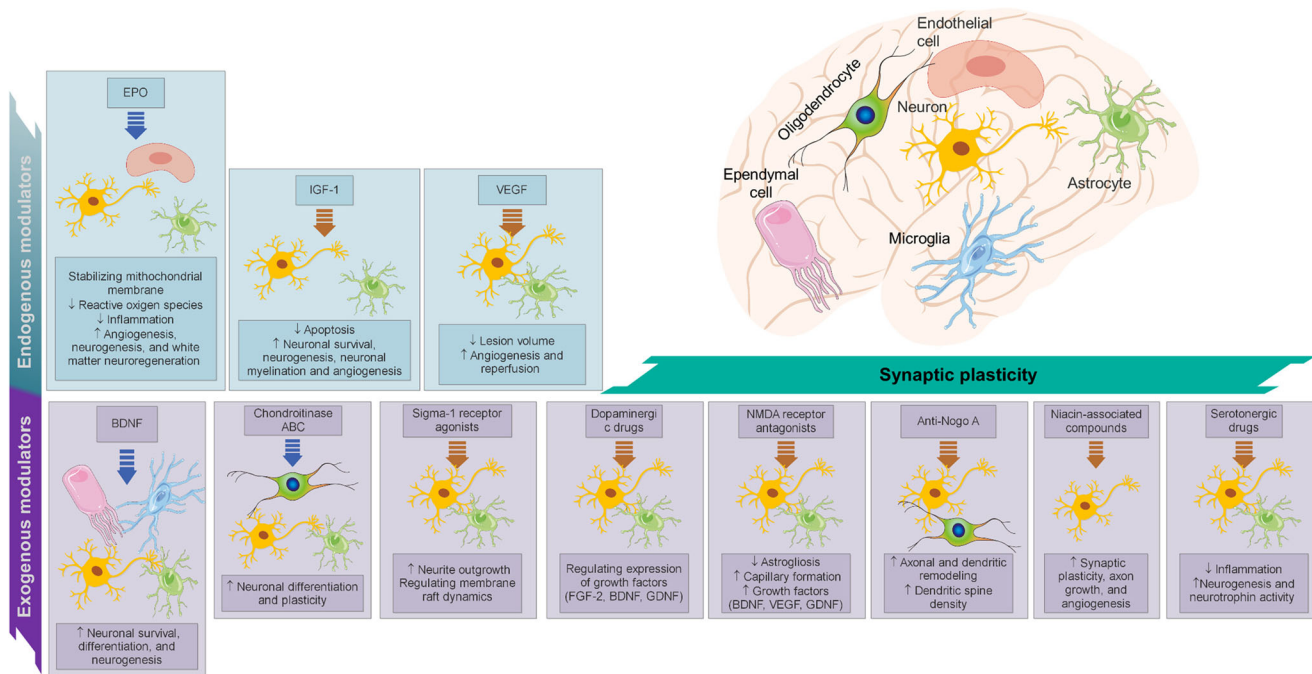 Endogenous modulators
EPO
Stabilizing mithochondrial
membrane
↓ Reactive oxigen species
↓ Inflammation
↑ Angiogenesis,
neurogenesis, and white
matter neuroregeneration
IGF-1
↓ Apoptosis
↑ Neuronal survival,
neurogenesis, neuronal
myelination and angiogenesis
VEGF
↓ Lesion volume
↑ Angiogenesis and
reperfusion
Endothelial
cell
Oligodendrocyte
Neuron
Astrocyte
Ependymal
cell
Microglia
Synaptic plasticity
Exogenous modulators
BDNF
↑ Neuronal survival,
differentiation, and
neurogenesis
Chondroitinase
ABC
↑ Neuronal differentiation
and plasticity
Sigma-1 receptor
agonists
↑ Neurite outgrowth
Regulating membrane
raft dynamics
Dopaminergi
c drugs
Regulating expression
of growth factors
(FGF-2, BDNF, GDNF)
NMDA receptor
antagonists
↓ Astrogliosis
↑ Capillary formation
↑ Growth factors
(BDNF, VEGF, GDNF)
Anti-Nogo A
↑ Axonal and dendritic
remodeling
↑ Dendritic spine
density
Niacin-associated
compounds
↑ Synaptic
plasticity, axon
growth, and
angiogenesis
Serotonergic
drugs
↓ Inflammation
↑Neurogenesis and
neurotrophin activity